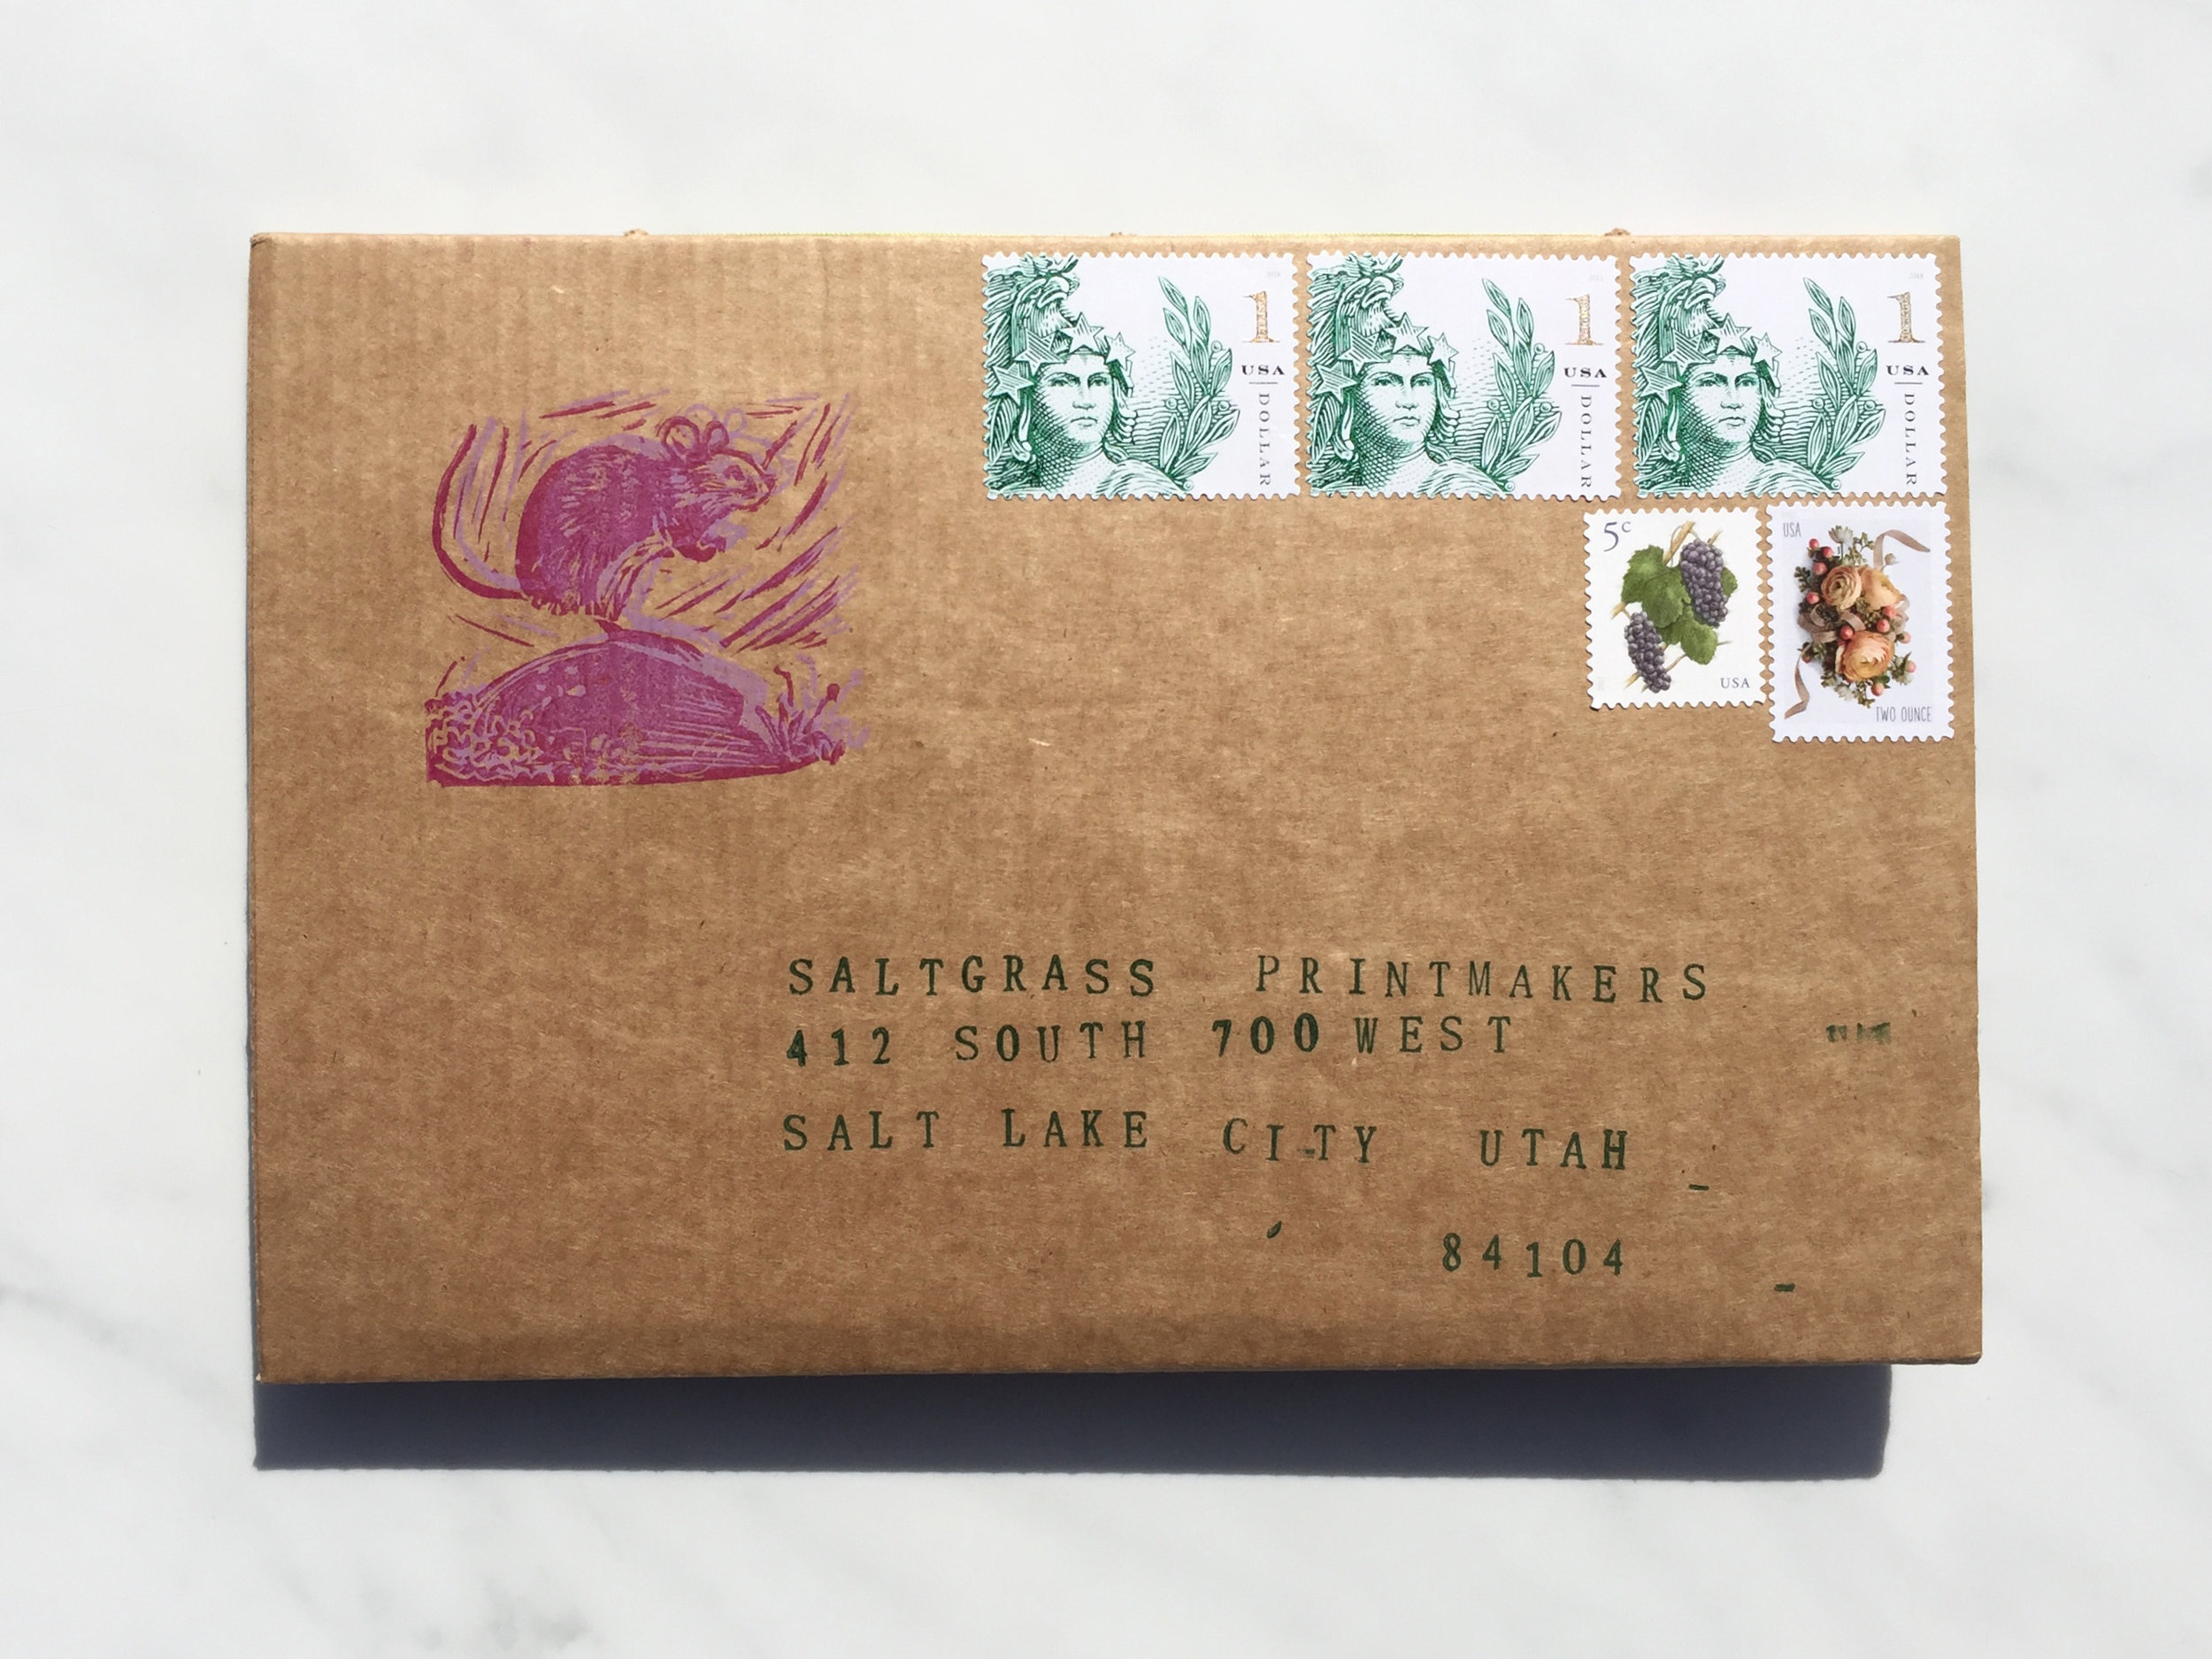 1
USA
DOLLAR
1
USA
DOLLAR
1
USA
DOLLAR
5c
USA
USA
TWO OUNCE
SALTGRASS PRINTMAKERS
412 SOUTH 700 WEST
SALT LAKE CITY UTAH
84104